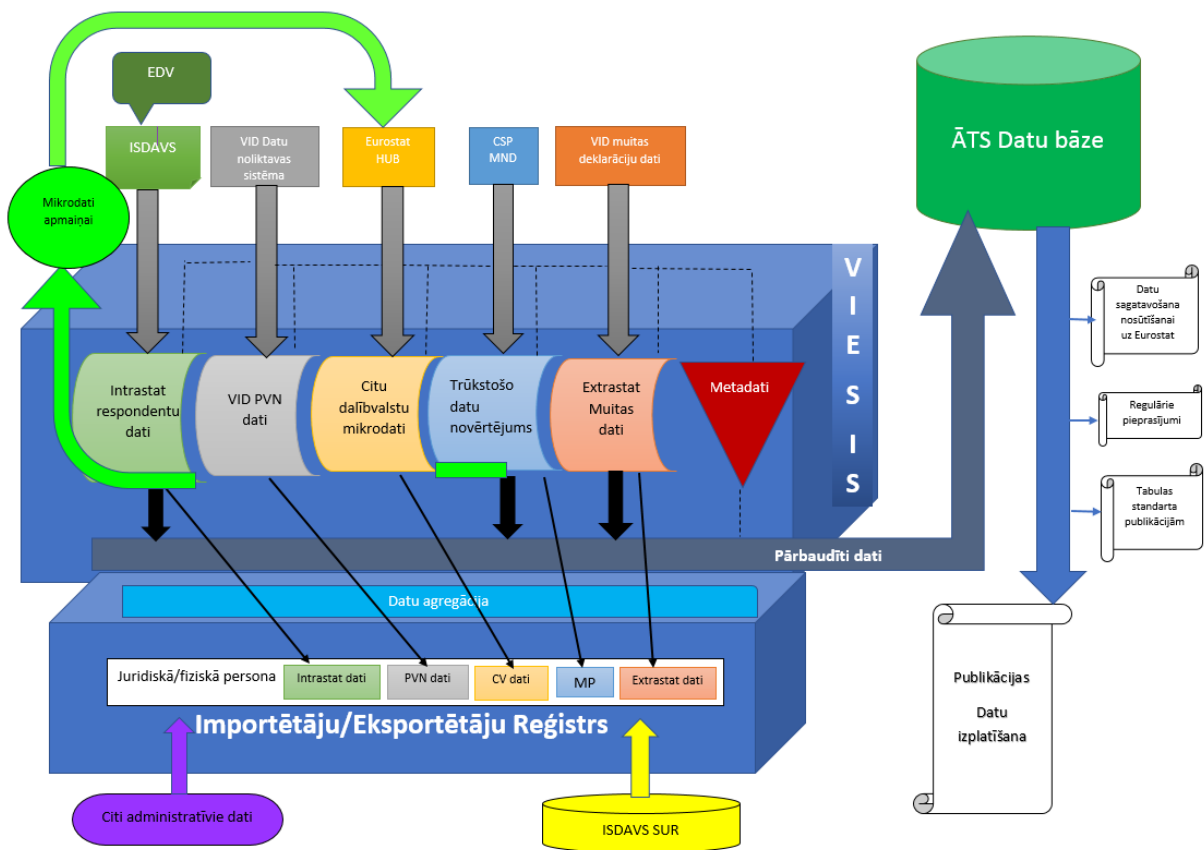 EDV
ISDAVS
VID Datu
noliktavas
sistēma
Eurostat
HUB
CSP
MND
VID muitas
deklarāciju dati
ĀTS Datu bāze
Mikrodati
apmaiņai
V
I
E
S
I
S
Datu
sagatavošana
nosūtīšanai
uz Eurostat
Intrastat
respondentu
dati
VID PVN
dati
Citu
dalībvalstu
mikrodati
Trūkstošo
datu
novērtējums
Extrastat
Muitas
dati
Metadati
Regulārie
pieprasījumi
Tabulas
standarta
publikācijām
Pārbaudīti dati
Datu agregācija
Juridiskā/fiziskā persona
Intrastat dati
PVN dati
CV dati
MP
Extrastat dati
Importētāju/Eksportētāju Reģistrs
Publikācijas
Datu
izplatīšana
Citi administratīvie dati
ISDAVS SUR